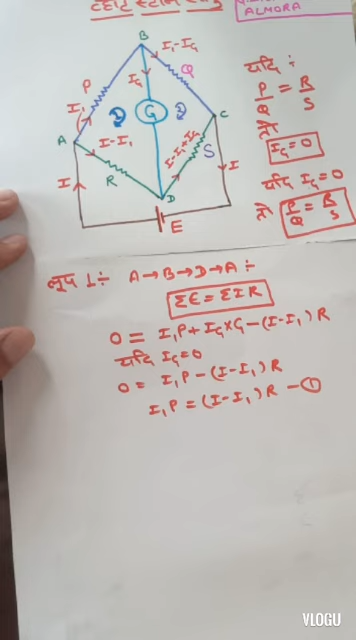 ALMORA
B
I-I_G
P
I_G
Q
I₁
G
A
C
I-I₁
I-I₁+I_G
S
I
R
D
I
E
यदि ÷
P/Q = R/S
तो
I_G=0
यदि I_G=0
तो P/Q = R/S
लूप 1 ÷ A→B→D→A ÷
ΣE = ΣIR
0 = I₁P + I_G×G - (I-I₁)R
यदि I_G=0
0 = I₁P - (I-I₁)R
I₁P = (I-I₁)R - ①
VLOGU